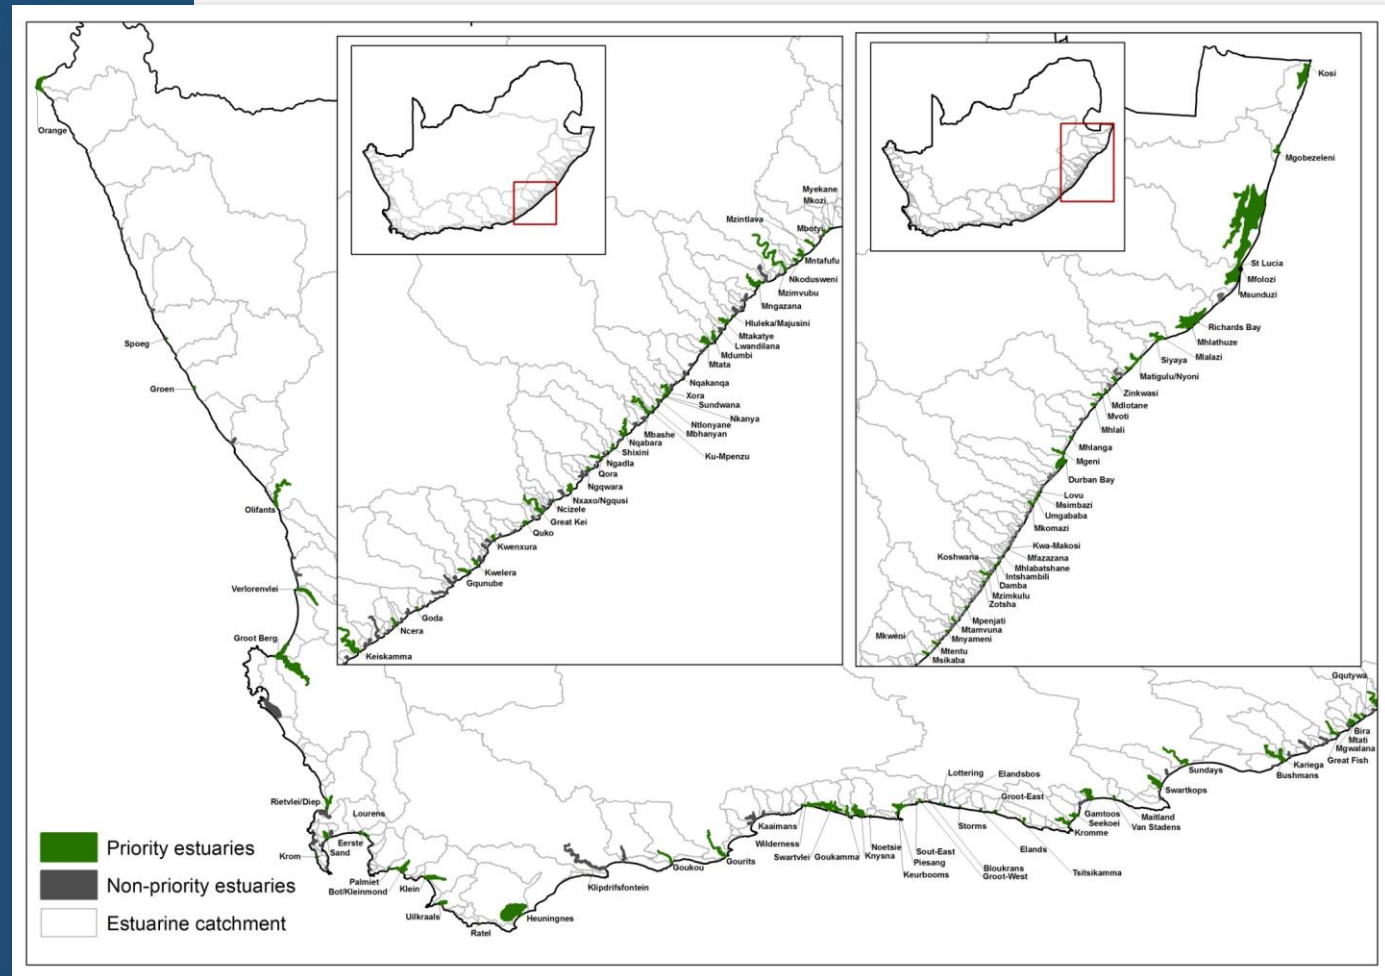 Orange
Spoeg
Groen
Olifants
Verlorenvlei
Groot Berg
Rietvlei/Diep
Lourens
Eerste
Sand
Krom
Palmiet
Bot/Kleinmond
Klein
Uilkraals
Ratel
Heuningnes
Klipdrifsfontein
Goukou
Gourits
Kaaimans
Wilderness
Swartvlei
Goukamma
Knysna
Noetsie
Piesang
Keurbooms
Sout-East
Groot-West
Bloukrans
Lottering
Elandsbos
Storms
Groot-East
Elands
Tsitsikamma
Kromme
Seekoei
Gamtoos
Van Stadens
Maitland
Swartkops
Sundays
Bushmans
Kariega
Great Fish
Mgwalana
Mtati
Bira
Gqutywa
Myekane
Mkozi
Mbotyi
Mzintlava
Mntafufu
Nkodusweni
Mzimvubu
Mngazana
Hluleka/Majusini
Mtakatye
Lwandilana
Mdumbi
Mtata
Nqakanqa
Xora
Sundwana
Nkanya
Ntlonyane
Mbhanyan
Mbashe
Ku-Mpenzu
Nqabara
Shixini
Ngadla
Qora
Ngqwara
Nxaxo/Ngqusi
Ncizele
Great Kei
Quko
Kwenxura
Kwelera
Gqunube
Goda
Ncera
Keiskamma
Kosi
Mgobezeleni
St Lucia
Mfolozi
Msunduzi
Richards Bay
Mhlathuze
Mlalazi
Siyaya
Matigulu/Nyoni
Zinkwasi
Mdlotane
Mvoti
Mhlali
Mhlanga
Mgeni
Durban Bay
Lovu
Msimbazi
Umgababa
Mkomazi
Kwa-Makosi
Koshwana
Mfazazana
Mhlabatshane
Intshambili
Damba
Mzimkulu
Zotsha
Mpenjati
Mtamvuna
Mkweni
Mnyameni
Mtentu
Msikaba
Priority estuaries
Non-priority estuaries
Estuarine catchment